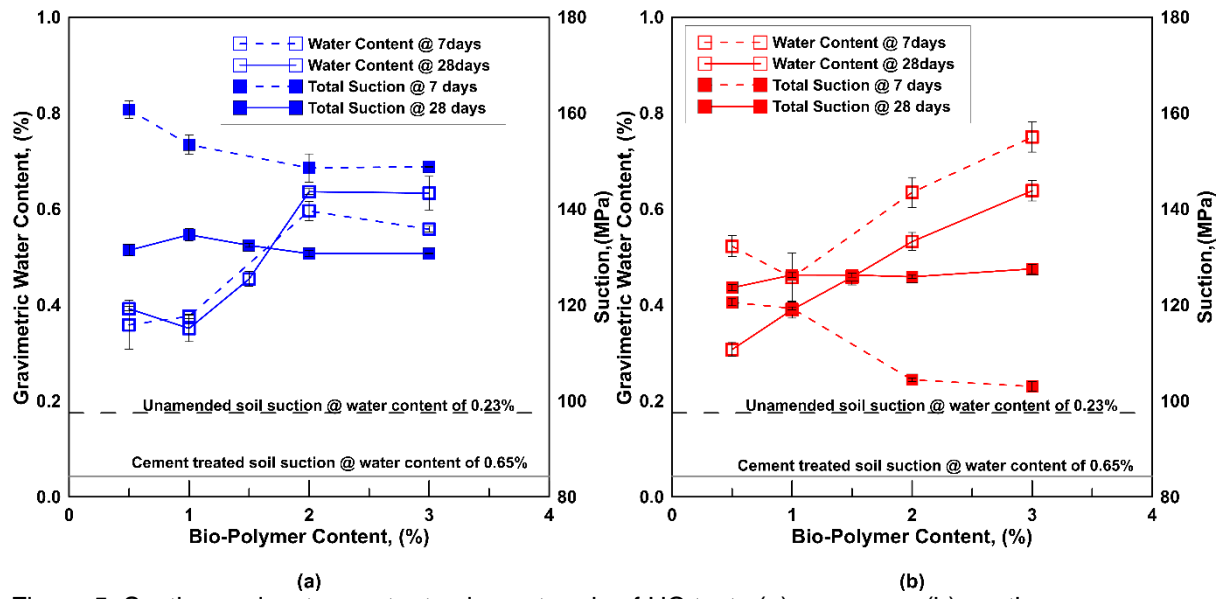 1.0
0.8
0.6
0.4
0.2
0.0
Gravimetric Water Content, (%)
180
160
140
120
100
80
Suction,(MPa)
Water Content @ 7days
Water Content @ 28days
Total Suction @ 7 days
Total Suction @ 28 days
Unamended soil suction @ water content of 0.23%
Cement treated soil suction @ water content of 0.65%
0 1 2 3 4
Bio-Polymer Content, (%)
(a)
1.0
0.8
0.6
0.4
0.2
0.0
Gravimetric Water Content, (%)
180
160
140
120
100
80
Suction,(MPa)
Water Content @ 7days
Water Content @ 28days
Total Suction @ 7 days
Total Suction @ 28 days
Unamended soil suction @ water content of 0.23%
Cement treated soil suction @ water content of 0.65%
0 1 2 3 4
Bio-Polymer Content, (%)
(b)